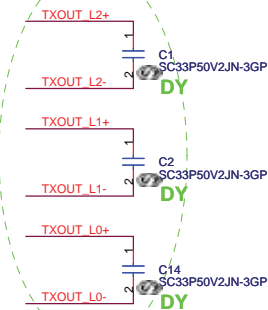 TXOUT_L2+
1
C1
SC33P50V2JN-3GP
2
DY
TXOUT_L2-
TXOUT_L1+
1
C2
SC33P50V2JN-3GP
2
DY
TXOUT_L1-
TXOUT_L0+
1
C14
SC33P50V2JN-3GP
2
DY
TXOUT_L0-